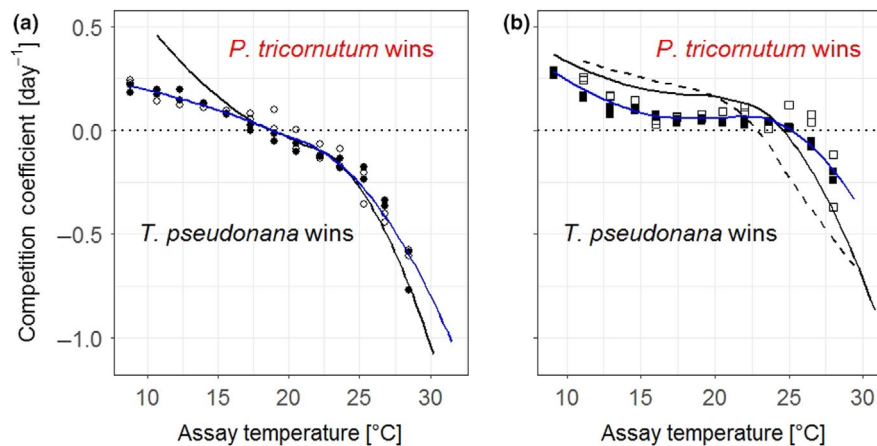 (a)
P. tricornutum wins
T. pseudonana wins
(b)
P. tricornutum wins
T. pseudonana wins
Competition coefficient [day⁻¹]
0.5
0.0
−0.5
−1.0
10 15 20 25 30
10 15 20 25 30
Assay temperature [°C]
Assay temperature [°C]